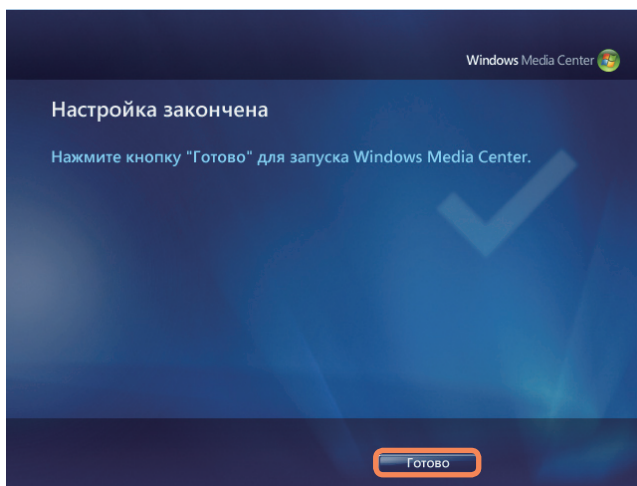 Windows Media Center
Настройка закончена
Нажмите кнопку "Готово" для запуска Windows Media Center.
Готово